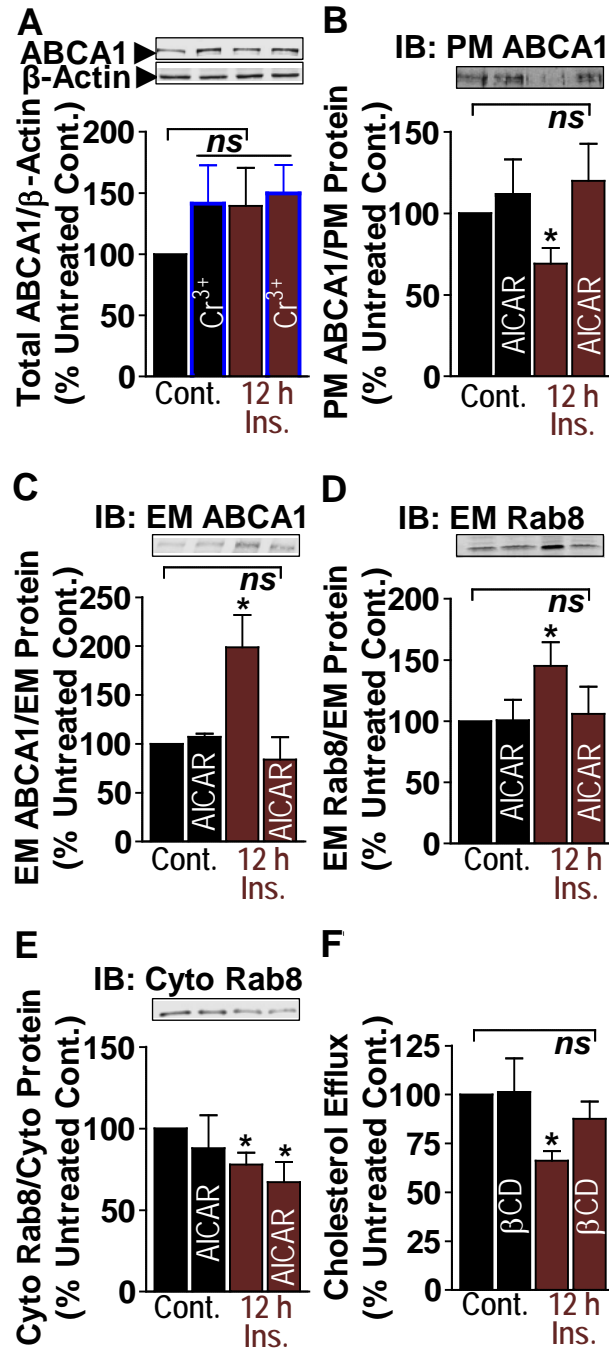 A
ABCA1
β-Actin
Total ABCA1/β-Actin
(% Untreated Cont.)
200
150
100
50
0
ns
Cr3+
Cr3+
Cont.
12 h
Ins.
B
IB: PM ABCA1
PM ABCA1/PM Protein
(% Untreated Cont.)
150
100
50
0
ns
*
AICAR
AICAR
Cont.
12 h
Ins.
C
IB: EM ABCA1
EM ABCA1/EM Protein
(% Untreated Cont.)
250
200
150
100
50
0
ns
*
AICAR
AICAR
Cont.
12 h
Ins.
D
IB: EM Rab8
EM Rab8/EM Protein
(% Untreated Cont.)
200
150
100
50
0
ns
*
AICAR
AICAR
Cont.
12 h
Ins.
E
IB: Cyto Rab8
Cyto Rab8/Cyto Protein
(% Untreated Cont.)
150
100
50
0
*
*
AICAR
AICAR
Cont.
12 h
Ins.
F
Cholesterol Efflux
(% Untreated Cont.)
125
100
75
50
25
0
ns
*
βCD
βCD
Cont.
12 h
Ins.